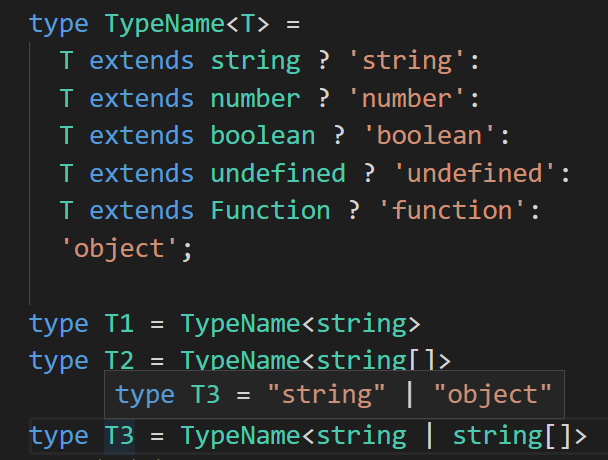 type TypeName<T> =
  T extends string ? 'string':
  T extends number ? 'number':
  T extends boolean ? 'boolean':
  T extends undefined ? 'undefined':
  T extends Function ? 'function':
  'object';
type T1 = TypeName<string>
type T2 = TypeName<string[]>
type T3 = "string" | "object"
type T3 = TypeName<string | string[]>